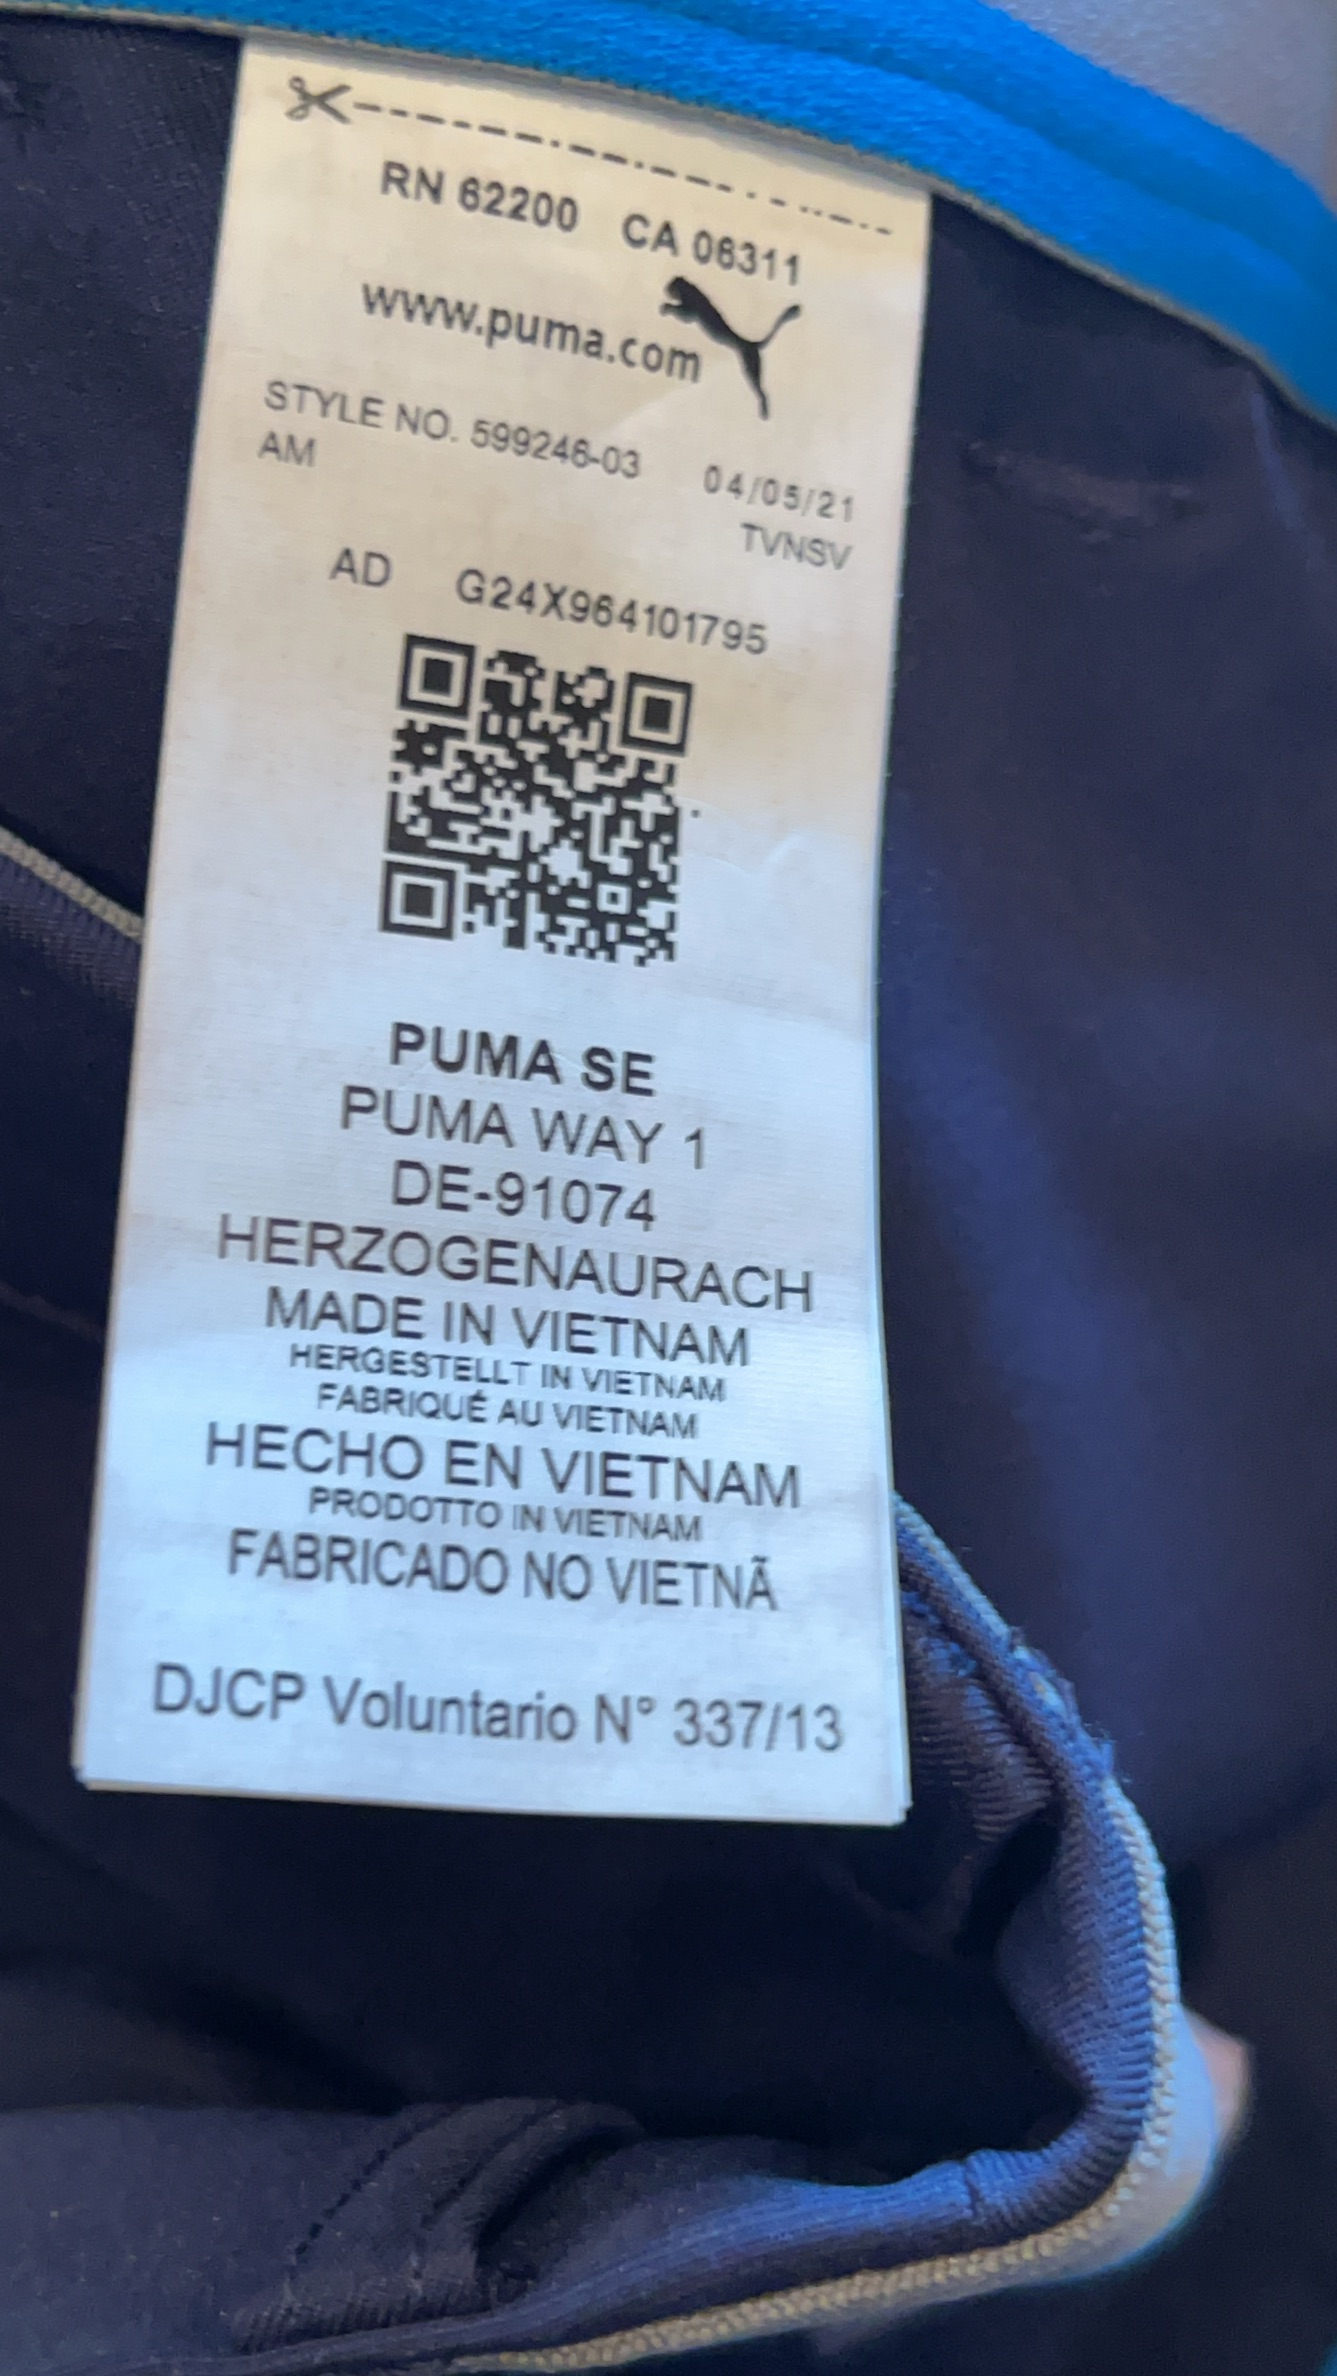 RN 62200 CA 06311
www.puma.com
STYLE NO. 599246-03 04/05/21
AM TVNSV
AD G24X964101795
PUMA SE
PUMA WAY 1
DE-91074
HERZOGENAURACH
MADE IN VIETNAM
HERGESTELLT IN VIETNAM
FABRIQUÉ AU VIETNAM
HECHO EN VIETNAM
PRODOTTO IN VIETNAM
FABRICADO NO VIETNÃ
DJCP Voluntario N° 337/13